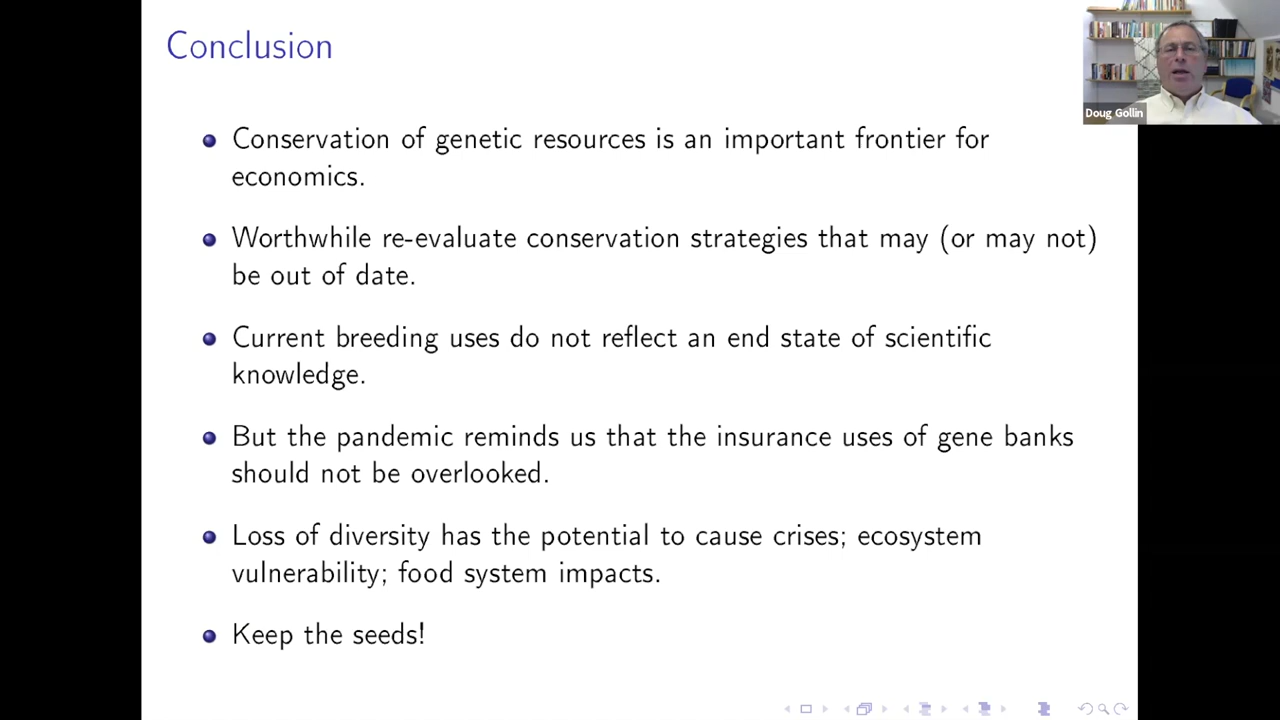 Conclusion
Doug Gollin
Conservation of genetic resources is an important frontier for
economics.
Worthwhile re-evaluate conservation strategies that may (or may not)
be out of date.
Current breeding uses do not reflect an end state of scientific
knowledge.
But the pandemic reminds us that the insurance uses of gene banks
should not be overlooked.
Loss of diversity has the potential to cause crises; ecosystem
vulnerability; food system impacts.
Keep the seeds!